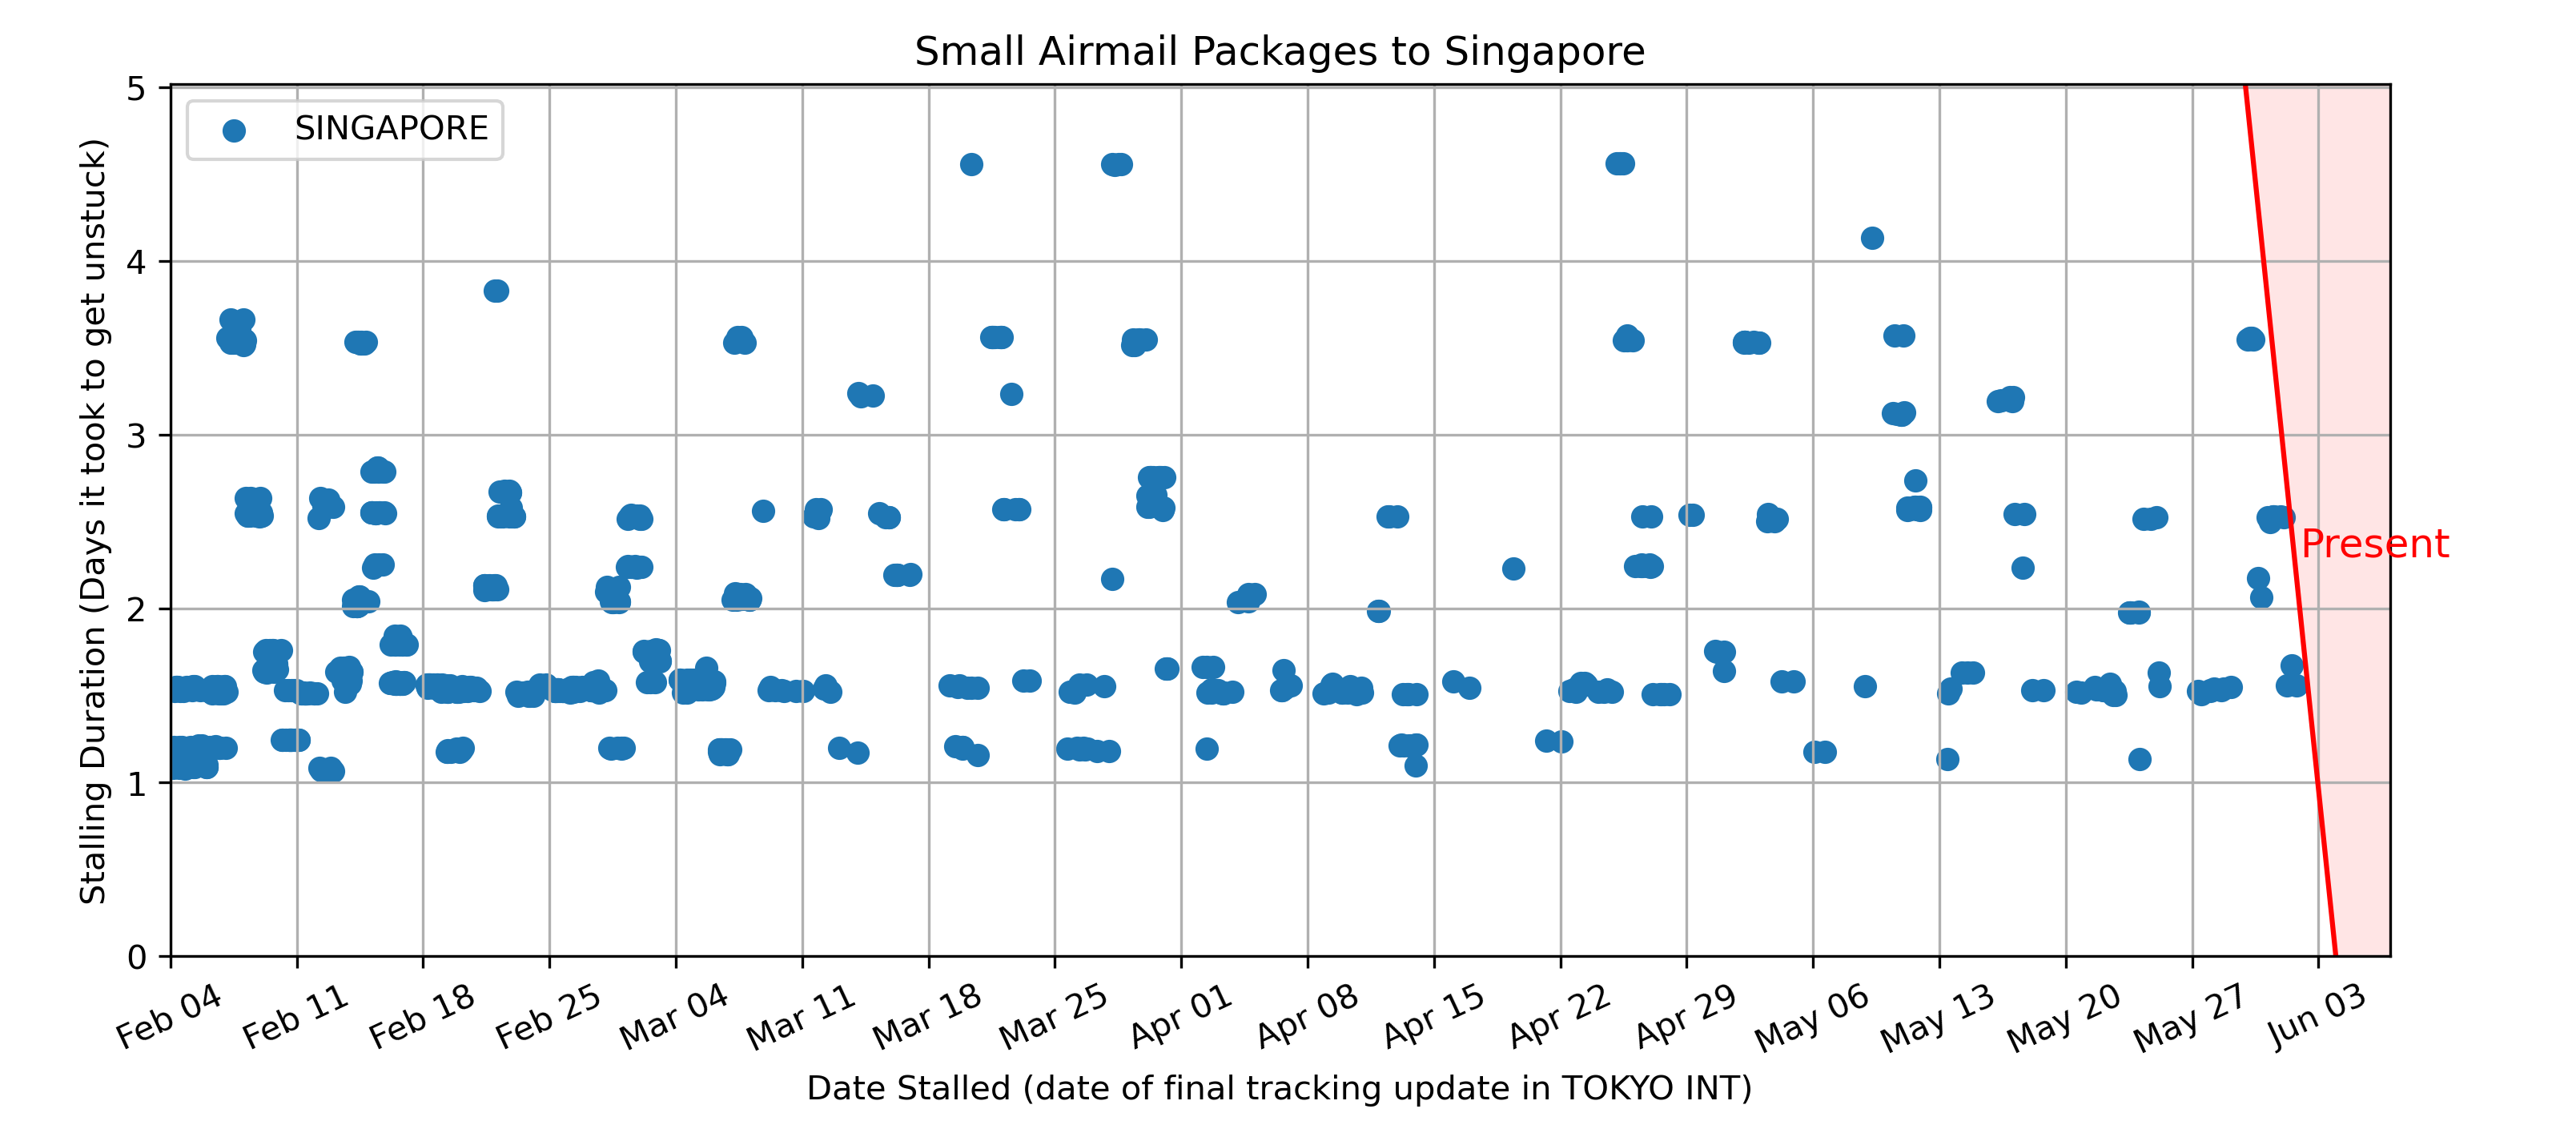 Small Airmail Packages to Singapore
SINGAPORE
Stalling Duration (Days it took to get unstuck)
5
4
3
2
1
0
Present
Feb 04
Feb 11
Feb 18
Feb 25
Mar 04
Mar 11
Mar 18
Mar 25
Apr 01
Apr 08
Apr 15
Apr 22
Apr 29
May 06
May 13
May 20
May 27
Jun 03
Date Stalled (date of final tracking update in TOKYO INT)